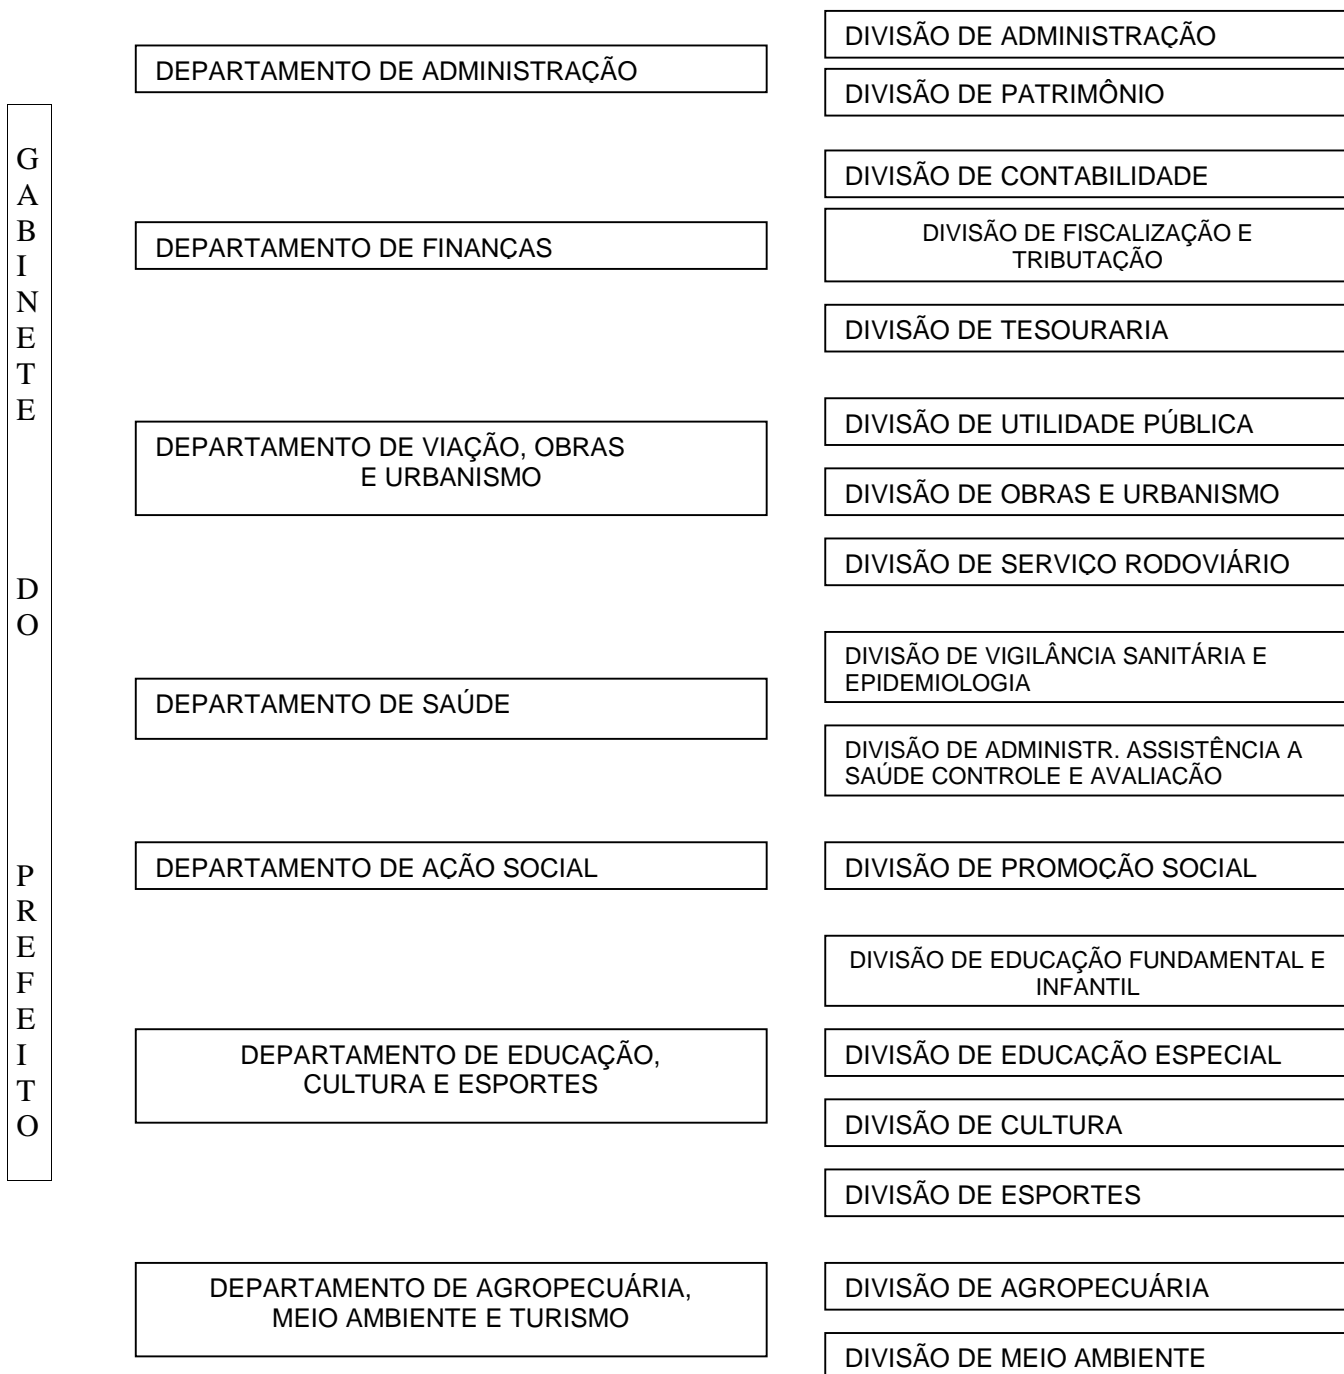 GABINETE DO PREFEITO
DEPARTAMENTO DE ADMINISTRAÇÃO
DIVISÃO DE ADMINISTRAÇÃO
DIVISÃO DE PATRIMÔNIO
DEPARTAMENTO DE FINANÇAS
DIVISÃO DE CONTABILIDADE
DIVISÃO DE FISCALIZAÇÃO E
TRIBUTAÇÃO
DIVISÃO DE TESOURARIA
DEPARTAMENTO DE VIAÇÃO, OBRAS
E URBANISMO
DIVISÃO DE UTILIDADE PÚBLICA
DIVISÃO DE OBRAS E URBANISMO
DIVISÃO DE SERVIÇO RODOVIÁRIO
DEPARTAMENTO DE SAÚDE
DIVISÃO DE VIGILÂNCIA SANITÁRIA E
EPIDEMIOLOGIA
DIVISÃO DE ADMINISTR. ASSISTÊNCIA A
SAÚDE CONTROLE E AVALIAÇÃO
DEPARTAMENTO DE AÇÃO SOCIAL
DIVISÃO DE PROMOÇÃO SOCIAL
DEPARTAMENTO DE EDUCAÇÃO,
CULTURA E ESPORTES
DIVISÃO DE EDUCAÇÃO FUNDAMENTAL E
INFANTIL
DIVISÃO DE EDUCAÇÃO ESPECIAL
DIVISÃO DE CULTURA
DIVISÃO DE ESPORTES
DEPARTAMENTO DE AGROPECUÁRIA,
MEIO AMBIENTE E TURISMO
DIVISÃO DE AGROPECUÁRIA
DIVISÃO DE MEIO AMBIENTE